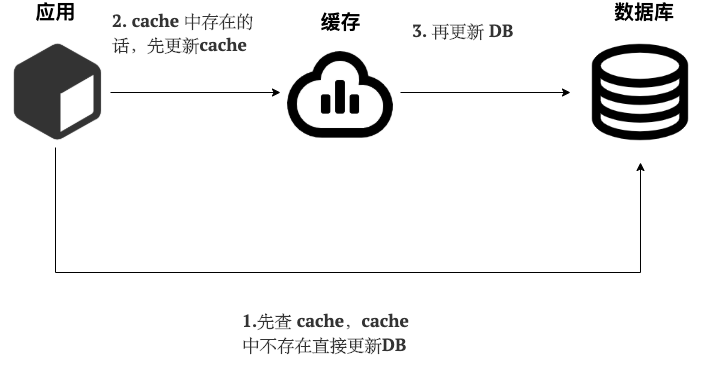 应用
2. cache 中存在的
话，先更新cache
缓存
3. 再更新 DB
数据库
1.先查 cache，cache
中不存在直接更新DB